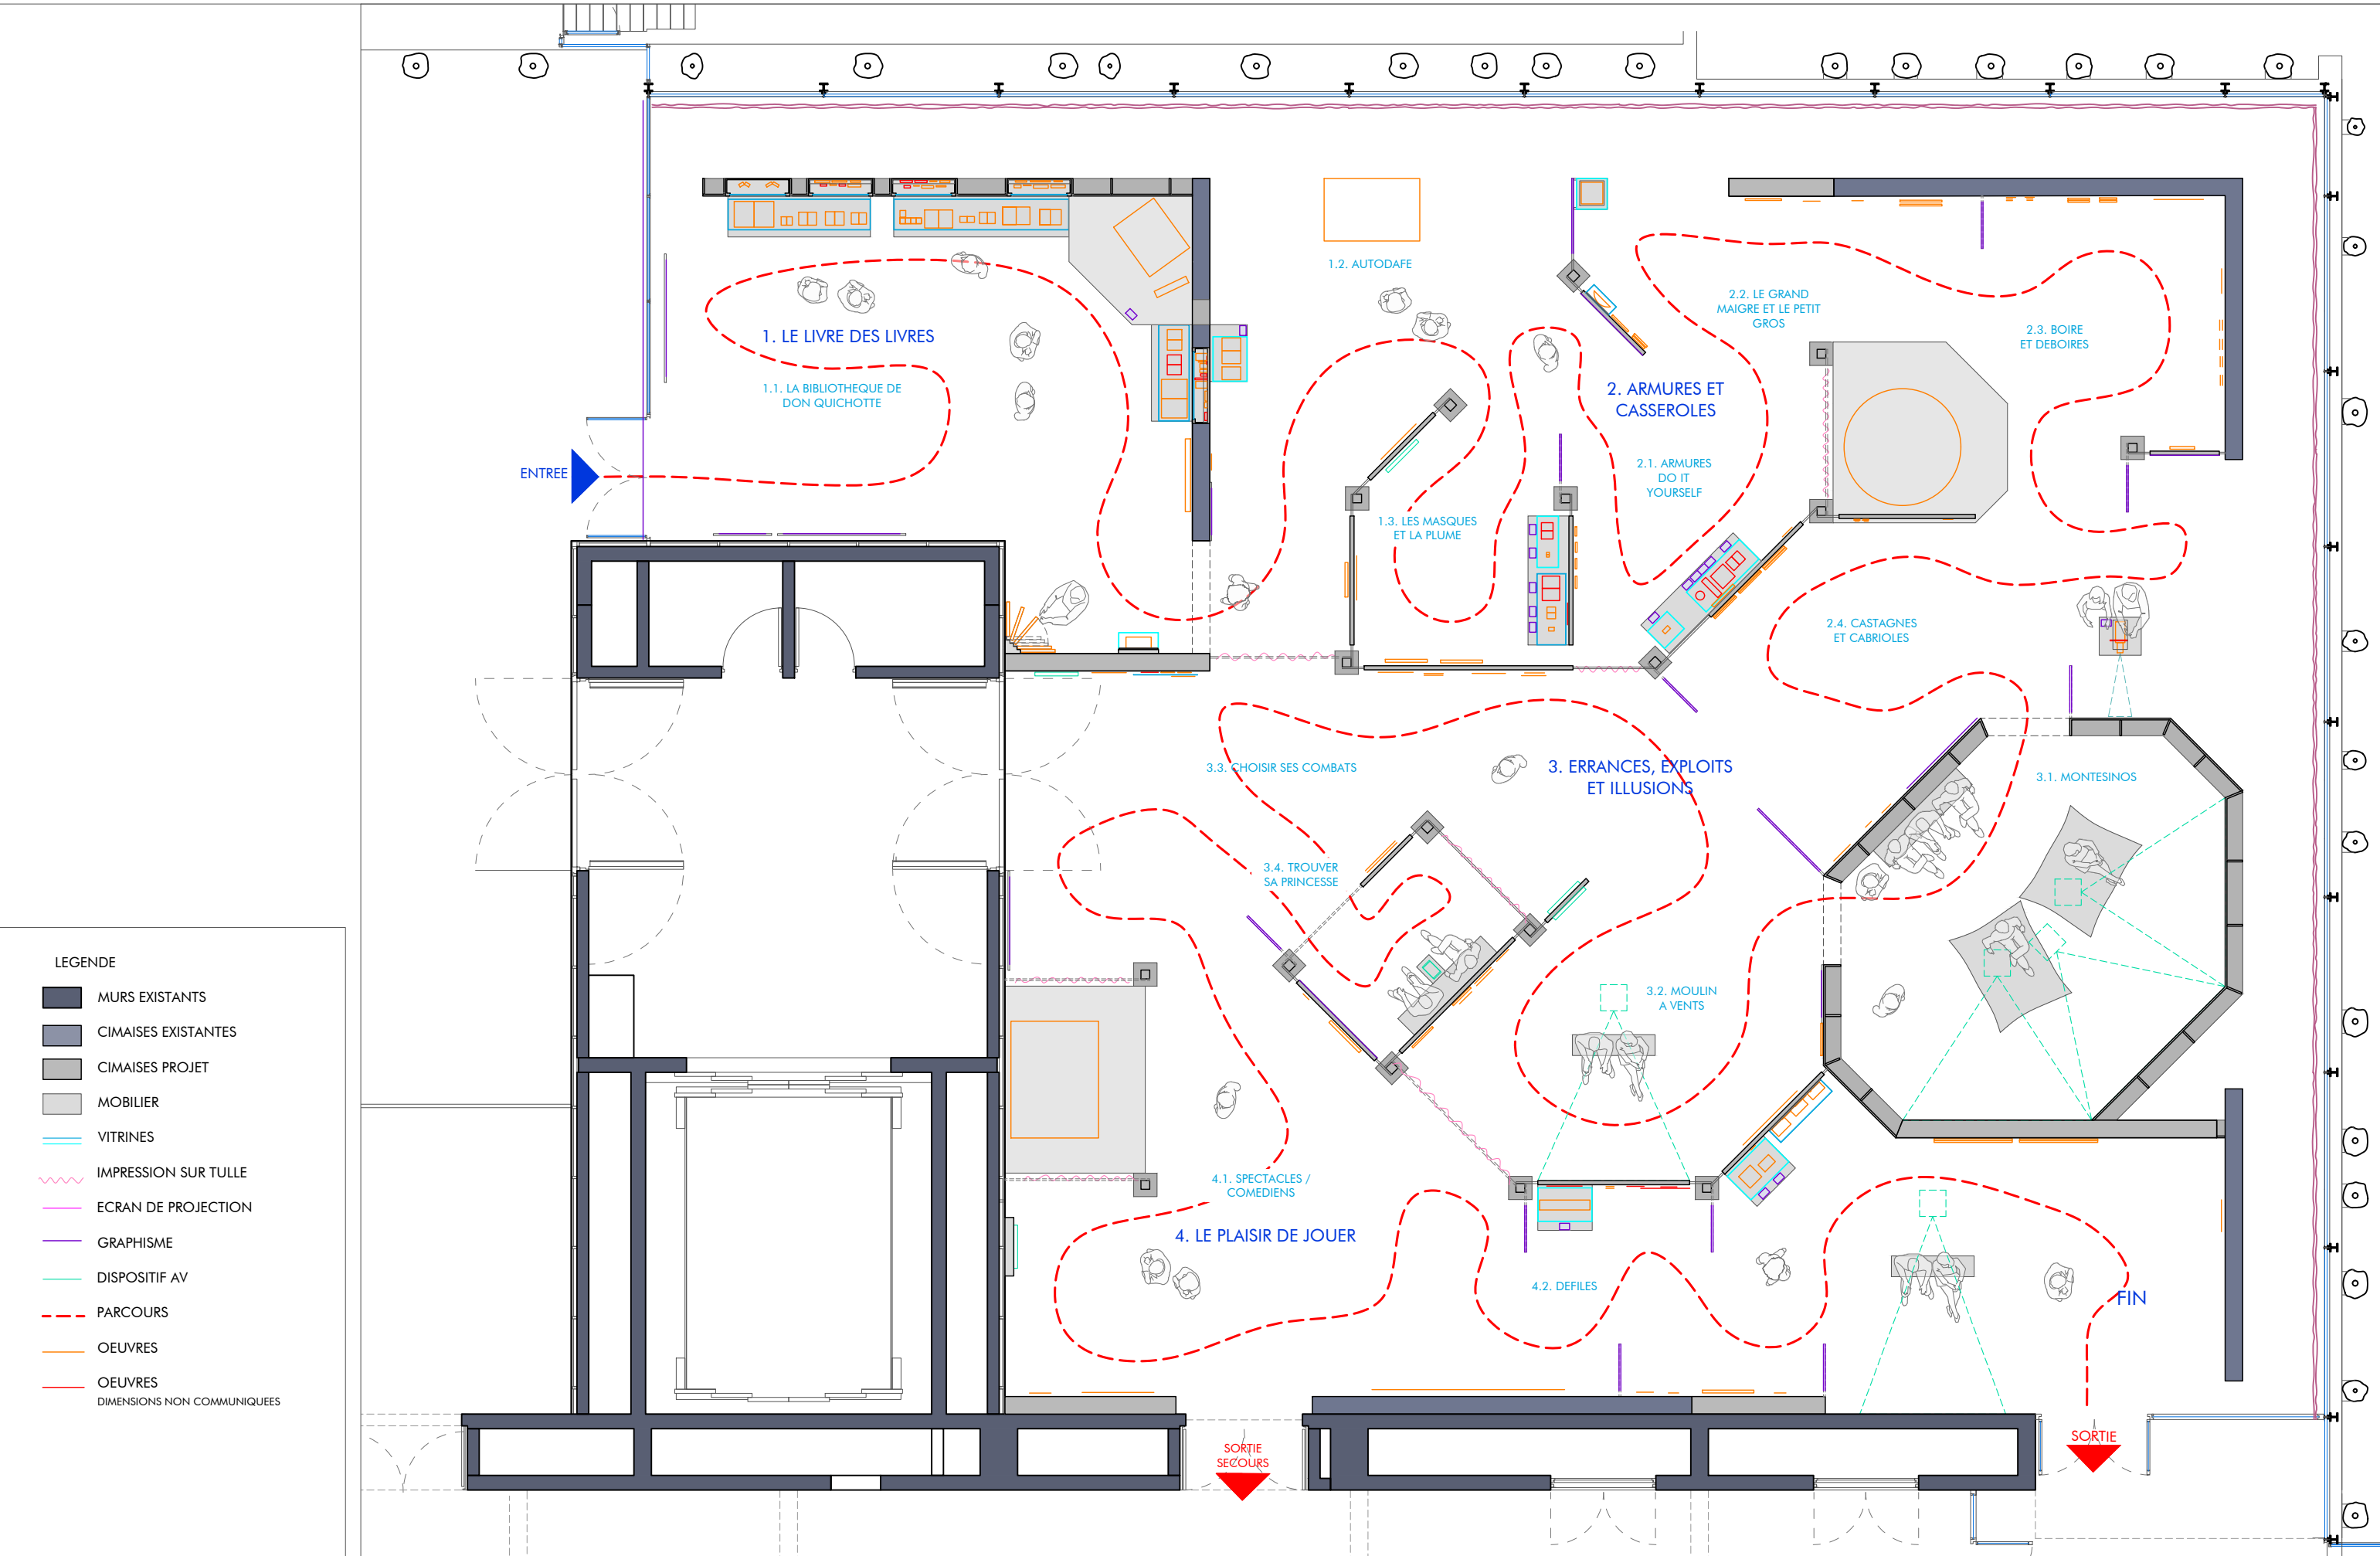 1. LE LIVRE DES LIVRES
1.1. LA BIBLIOTHEQUE DE
DON QUICHOTTE
ENTREE
1.2. AUTODAFE
1.3. LES MASQUES
ET LA PLUME
2. ARMURES ET
CASSEROLES
2.1. ARMURES
DO IT
YOURSELF
2.2. LE GRAND
MAIGRE ET LE PETIT
GROS
2.3. BOIRE
ET DEBOIRES
2.4. CASTAGNES
ET CABRIOLES
3. ERRANCES, EXPLOITS
ET ILLUSIONS
3.1. MONTESINOS
3.2. MOULIN
A VENTS
3.3. CHOISIR SES COMBATS
3.4. TROUVER
SA PRINCESSE
4.1. SPECTACLES /
COMEDIENS
4. LE PLAISIR DE JOUER
4.2. DEFILES
FIN
SORTIE
SECOURS
SORTIE
LEGENDE
MURS EXISTANTS
CIMAISES EXISTANTES
CIMAISES PROJET
MOBILIER
VITRINES
IMPRESSION SUR TULLE
ECRAN DE PROJECTION
GRAPHISME
DISPOSITIF AV
PARCOURS
OEUVRES
OEUVRES
DIMENSIONS NON COMMUNIQUEES